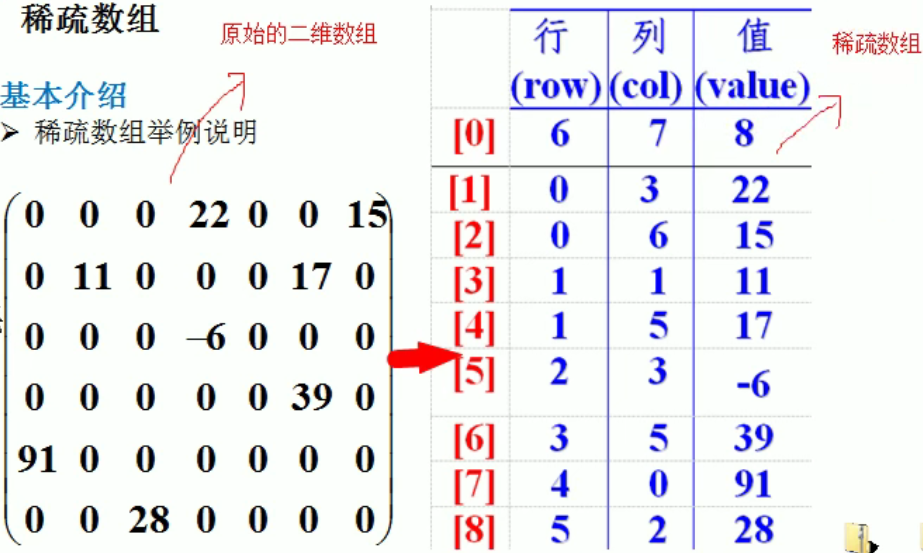 稀疏数组
原始的二维数组
基本介绍
➢ 稀疏数组举例说明
0 0 0 22 0 0 15
0 11 0 0 0 17 0
0 0 0 –6 0 0 0
0 0 0 0 0 39 0
91 0 0 0 0 0 0
0 0 28 0 0 0 0
稀疏数组
行 列 值
(row) (col) (value)
[0] 6 7 8
[1] 0 3 22
[2] 0 6 15
[3] 1 1 11
[4] 1 5 17
[5] 2 3 -6
[6] 3 5 39
[7] 4 0 91
[8] 5 2 28